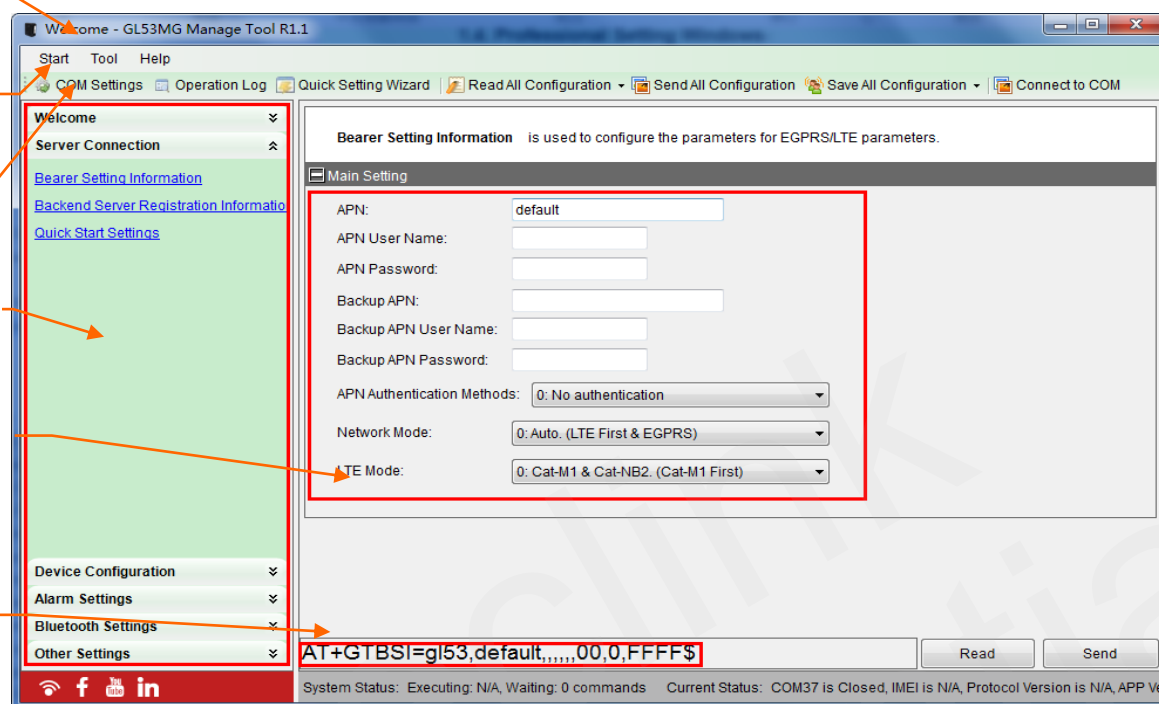 Welcome - GL53MG Manage Tool R1.1
Start Tool Help
COM Settings Operation Log Quick Setting Wizard Read All Configuration Send All Configuration Save All Configuration Connect to COM
Welcome
Server Connection
Bearer Setting Information
Backend Server Registration Informatio
Quick Start Settings
Device Configuration
Alarm Settings
Bluetooth Settings
Other Settings
f You Tube in
Bearer Setting Information is used to configure the parameters for EGPRS/LTE parameters.
Main Setting
APN: default
APN User Name:
APN Password:
Backup APN:
Backup APN User Name:
Backup APN Password:
APN Authentication Methods: 0: No authentication
Network Mode: 0: Auto. (LTE First & EGPRS)
LTE Mode: 0: Cat-M1 & Cat-NB2. (Cat-M1 First)
AT+GTBSI=gl53,default,,,,,,00,0,FFFF$ Read Send
System Status: Executing: N/A, Waiting: 0 commands Current Status: COM37 is Closed, IMEI is N/A, Protocol Version is N/A, APP Ve